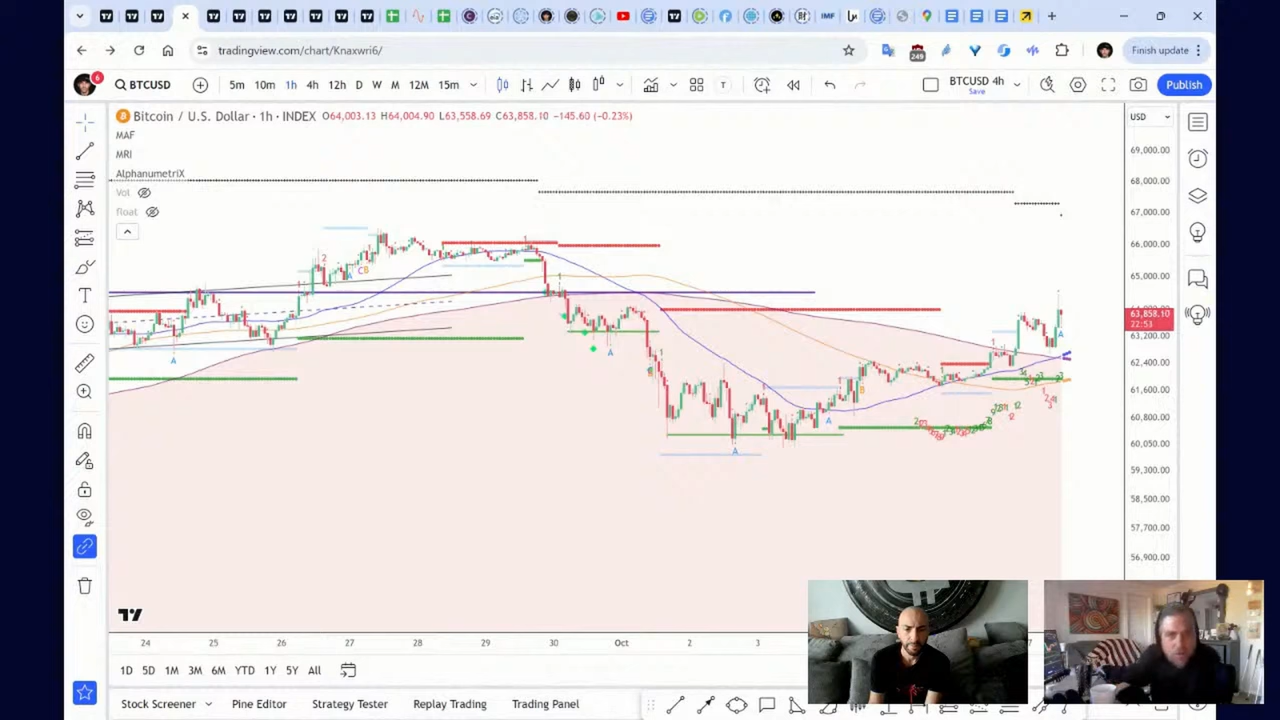 IMF
tradingview.com/chart/Knaxwri6/
249
Finish update
6
BTCUSD
5m 10m 1h 4h 12h D W M 12M 15m
BTCUSD 4h
Save
Publish
Bitcoin / U.S. Dollar · 1h · INDEX O64,003.13 H64,004.90 L63,558.69 C63,858.10 −145.60 (−0.23%)
USD
MAF
MRI
AlphanumetriX
Vol
float
69,000.00
68,000.00
67,000.00
66,000.00
65,000.00
63,858.10
22:53
63,200.00
62,400.00
61,600.00
60,800.00
60,050.00
59,300.00
58,500.00
57,700.00
56,900.00
24 25 26 27 28 29 30 Oct 2 3
1D 5D 1M 3M 6M YTD 1Y 5Y All
Stock Screener Pine Editor Strategy Tester Replay Trading Trading Panel